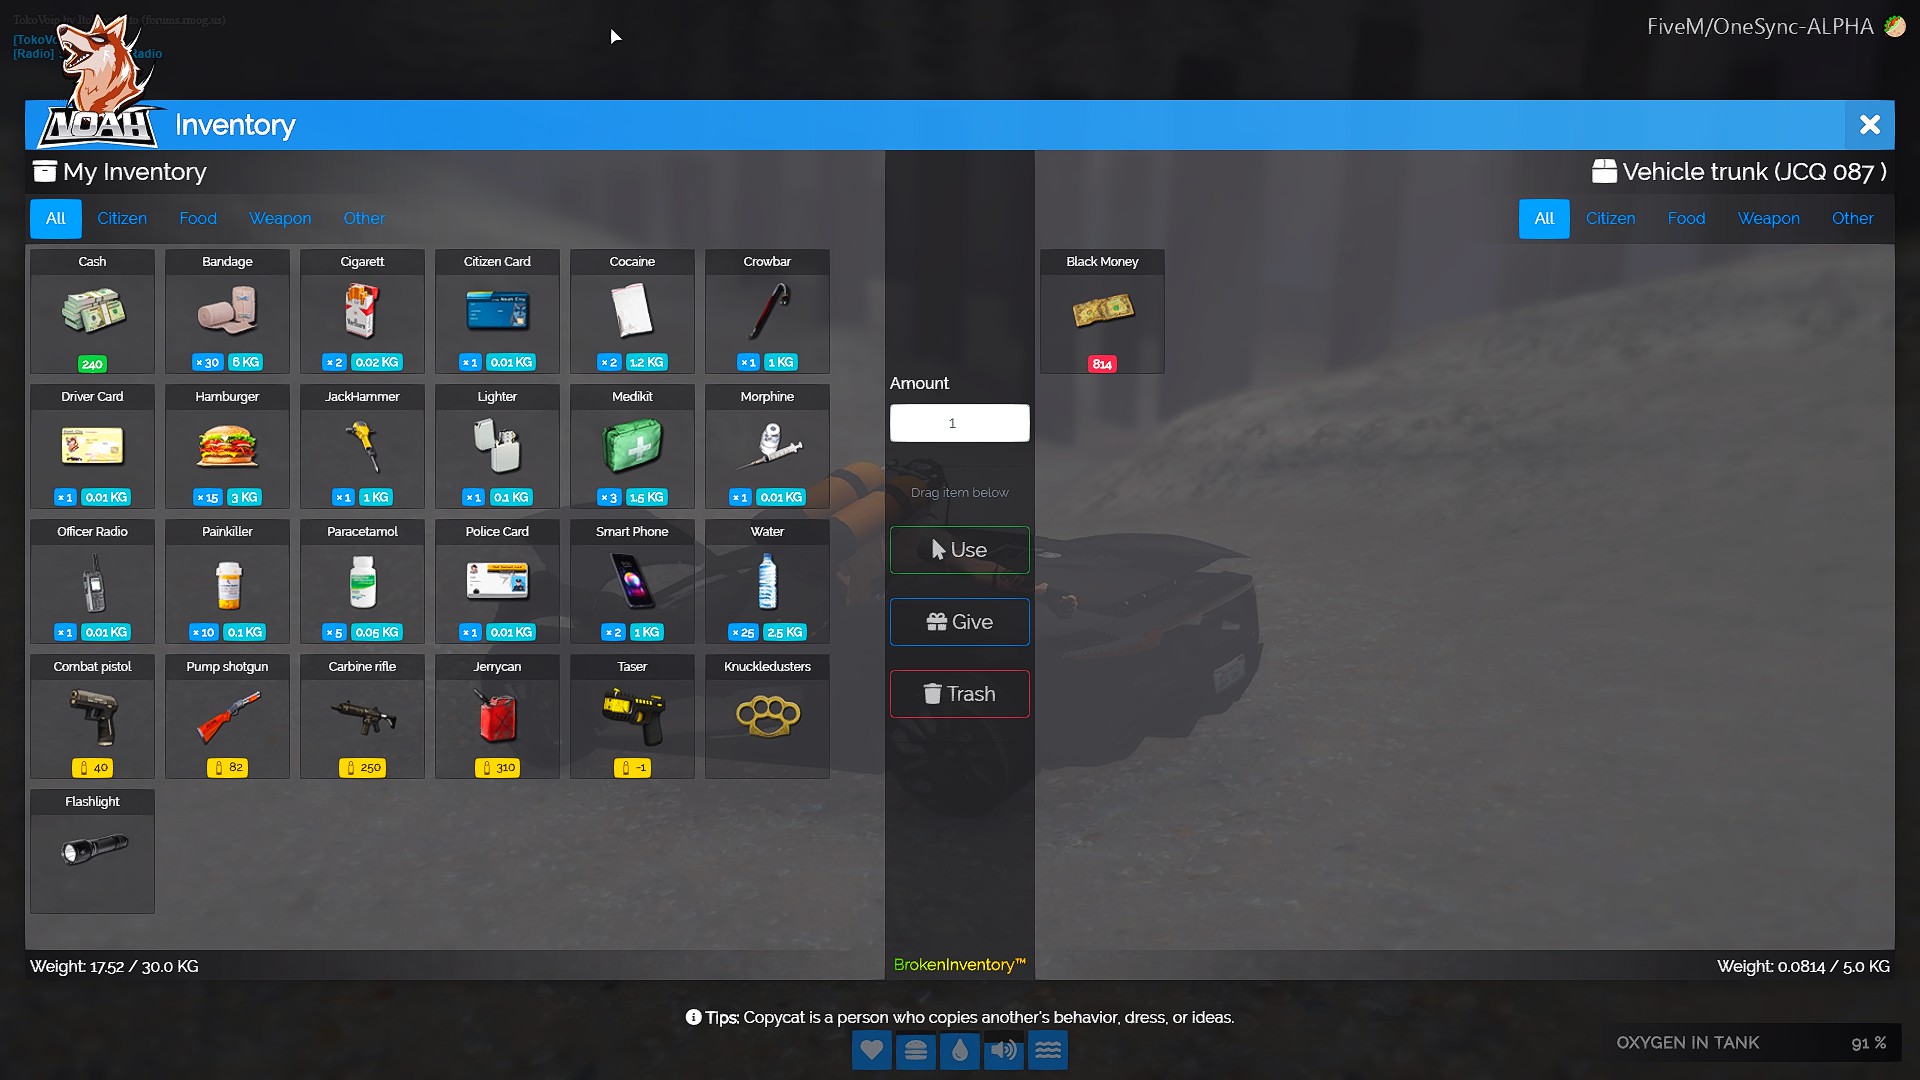 TokoVoip by Ito
(forums.rmog.us)
[TokoVo
[Radio]
Radio
FiveM/OneSync-ALPHA
NOAH
Inventory
My Inventory
Vehicle trunk (JCQ 087 )
All Citizen Food Weapon Other
All Citizen Food Weapon Other
Cash Bandage Cigarett Citizen Card Cocaine Crowbar
Black Money
240 ×30 6 KG ×2 0.02 KG ×1 0.01 KG ×2 1.2 KG ×1 1 KG
814
Amount
1
Driver Card Hamburger JackHammer Lighter Medikit Morphine
×1 0.01 KG ×15 3 KG ×1 1 KG ×1 0.1 KG ×3 1.5 KG ×1 0.01 KG
Drag item below
Officer Radio Painkiller Paracetamol Police Card Smart Phone Water
Use
×1 0.01 KG ×10 0.1 KG ×5 0.05 KG ×1 0.01 KG ×2 1 KG ×25 2.5 KG
Give
Combat pistol Pump shotgun Carbine rifle Jerrycan Taser Knuckledusters
Trash
40 82 250 310 -1
Flashlight
Weight: 17.52 / 30.0 KG
BrokenInventory™
Weight: 0.0814 / 5.0 KG
Tips: Copycat is a person who copies another's behavior, dress, or ideas.
OXYGEN IN TANK 91 %